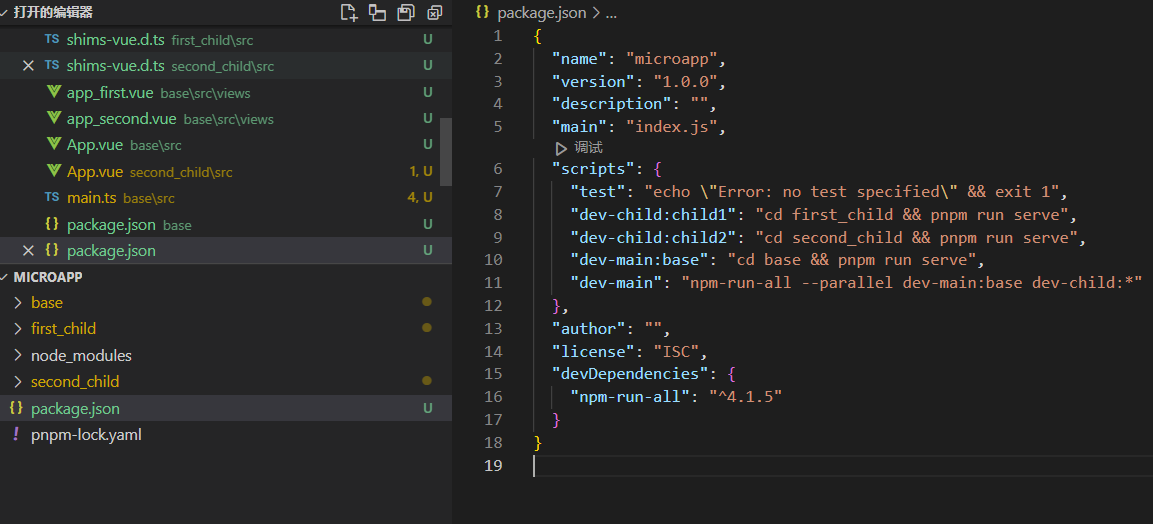 打开的编辑器
TS shims-vue.d.ts first_child\src U
TS shims-vue.d.ts second_child\src U
app_first.vue base\src\views U
app_second.vue base\src\views U
App.vue base\src U
App.vue second_child\src 1, U
TS main.ts base\src 4, U
{} package.json base U
{} package.json U
MICROAPP
base
first_child
node_modules
second_child
{} package.json U
! pnpm-lock.yaml
{} package.json > ...
1 {
2 "name": "microapp",
3 "version": "1.0.0",
4 "description": "",
5 "main": "index.js",
调试
6 "scripts": {
7 "test": "echo \"Error: no test specified\" && exit 1",
8 "dev-child:child1": "cd first_child && pnpm run serve",
9 "dev-child:child2": "cd second_child && pnpm run serve",
10 "dev-main:base": "cd base && pnpm run serve",
11 "dev-main": "npm-run-all --parallel dev-main:base dev-child:*"
12 },
13 "author": "",
14 "license": "ISC",
15 "devDependencies": {
16 "npm-run-all": "^4.1.5"
17 }
18 }
19